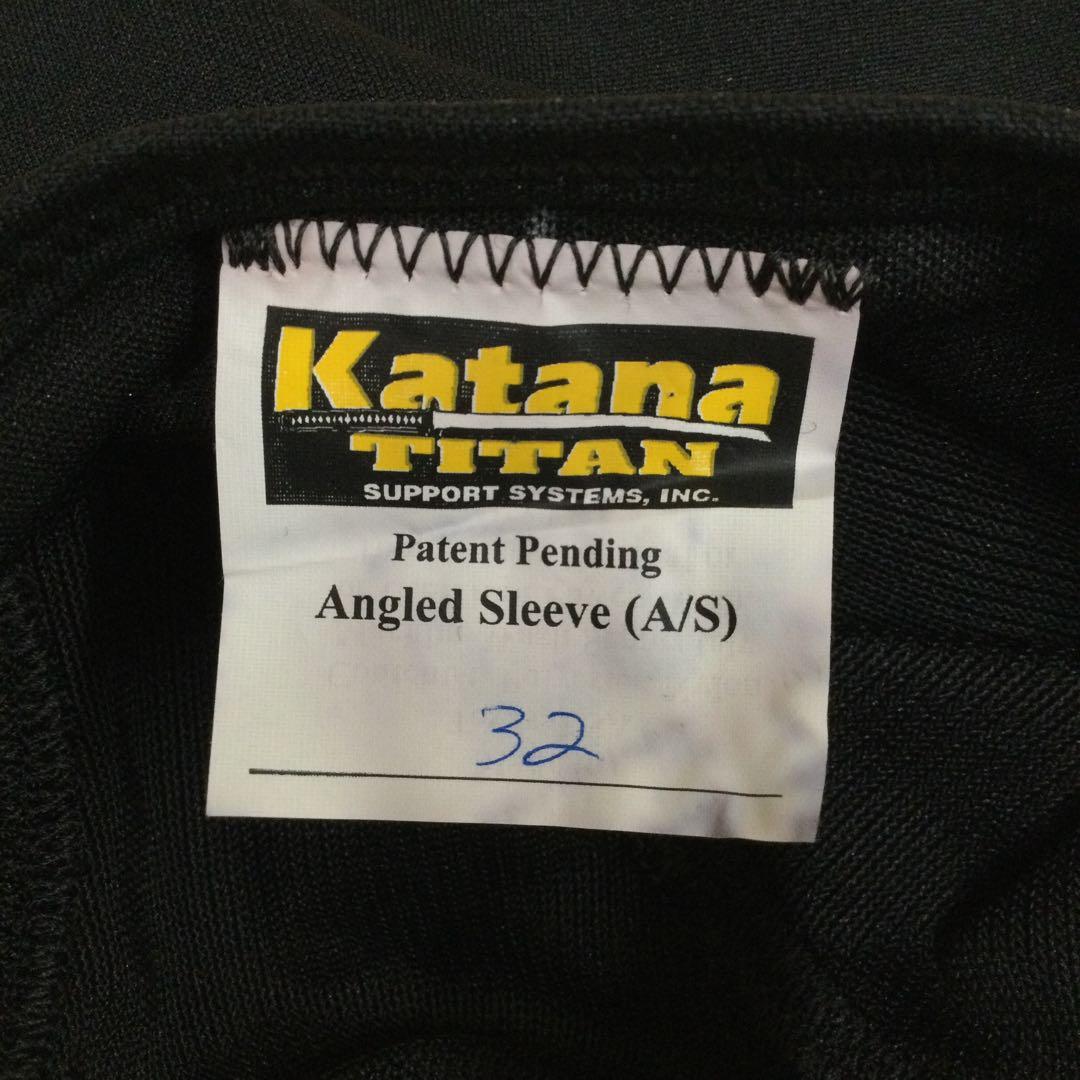 Katana
TITAN
SUPPORT SYSTEMS, INC.
Patent Pending
Angled Sleeve (A/S)
32